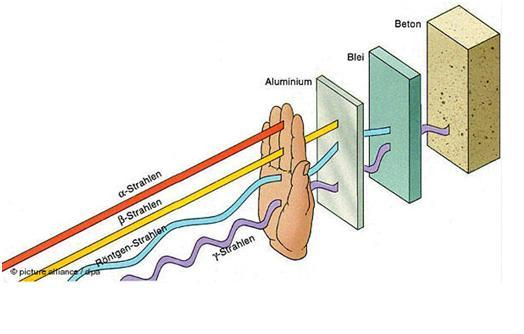 Beton
Blei
Aluminium
α-Strahlen
β-Strahlen
Röntgen-Strahlen
γ-Strahlen
© picture alliance / dpa